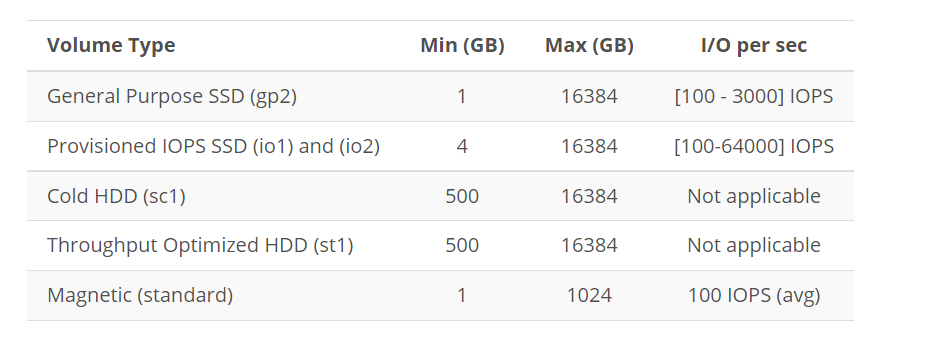 Volume Type Min (GB) Max (GB) I/O per sec
General Purpose SSD (gp2) 1 16384 [100 - 3000] IOPS
Provisioned IOPS SSD (io1) and (io2) 4 16384 [100-64000] IOPS
Cold HDD (sc1) 500 16384 Not applicable
Throughput Optimized HDD (st1) 500 16384 Not applicable
Magnetic (standard) 1 1024 100 IOPS (avg)